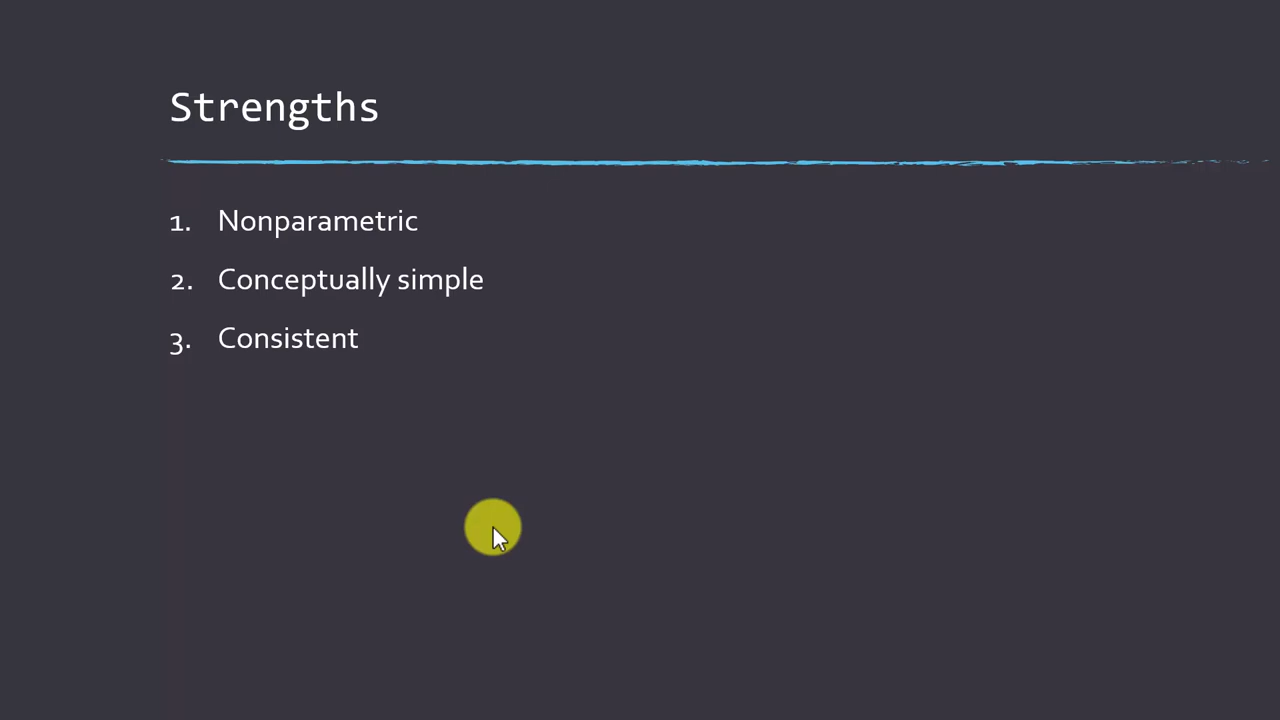 Strengths
1. Nonparametric
2. Conceptually simple
3. Consistent